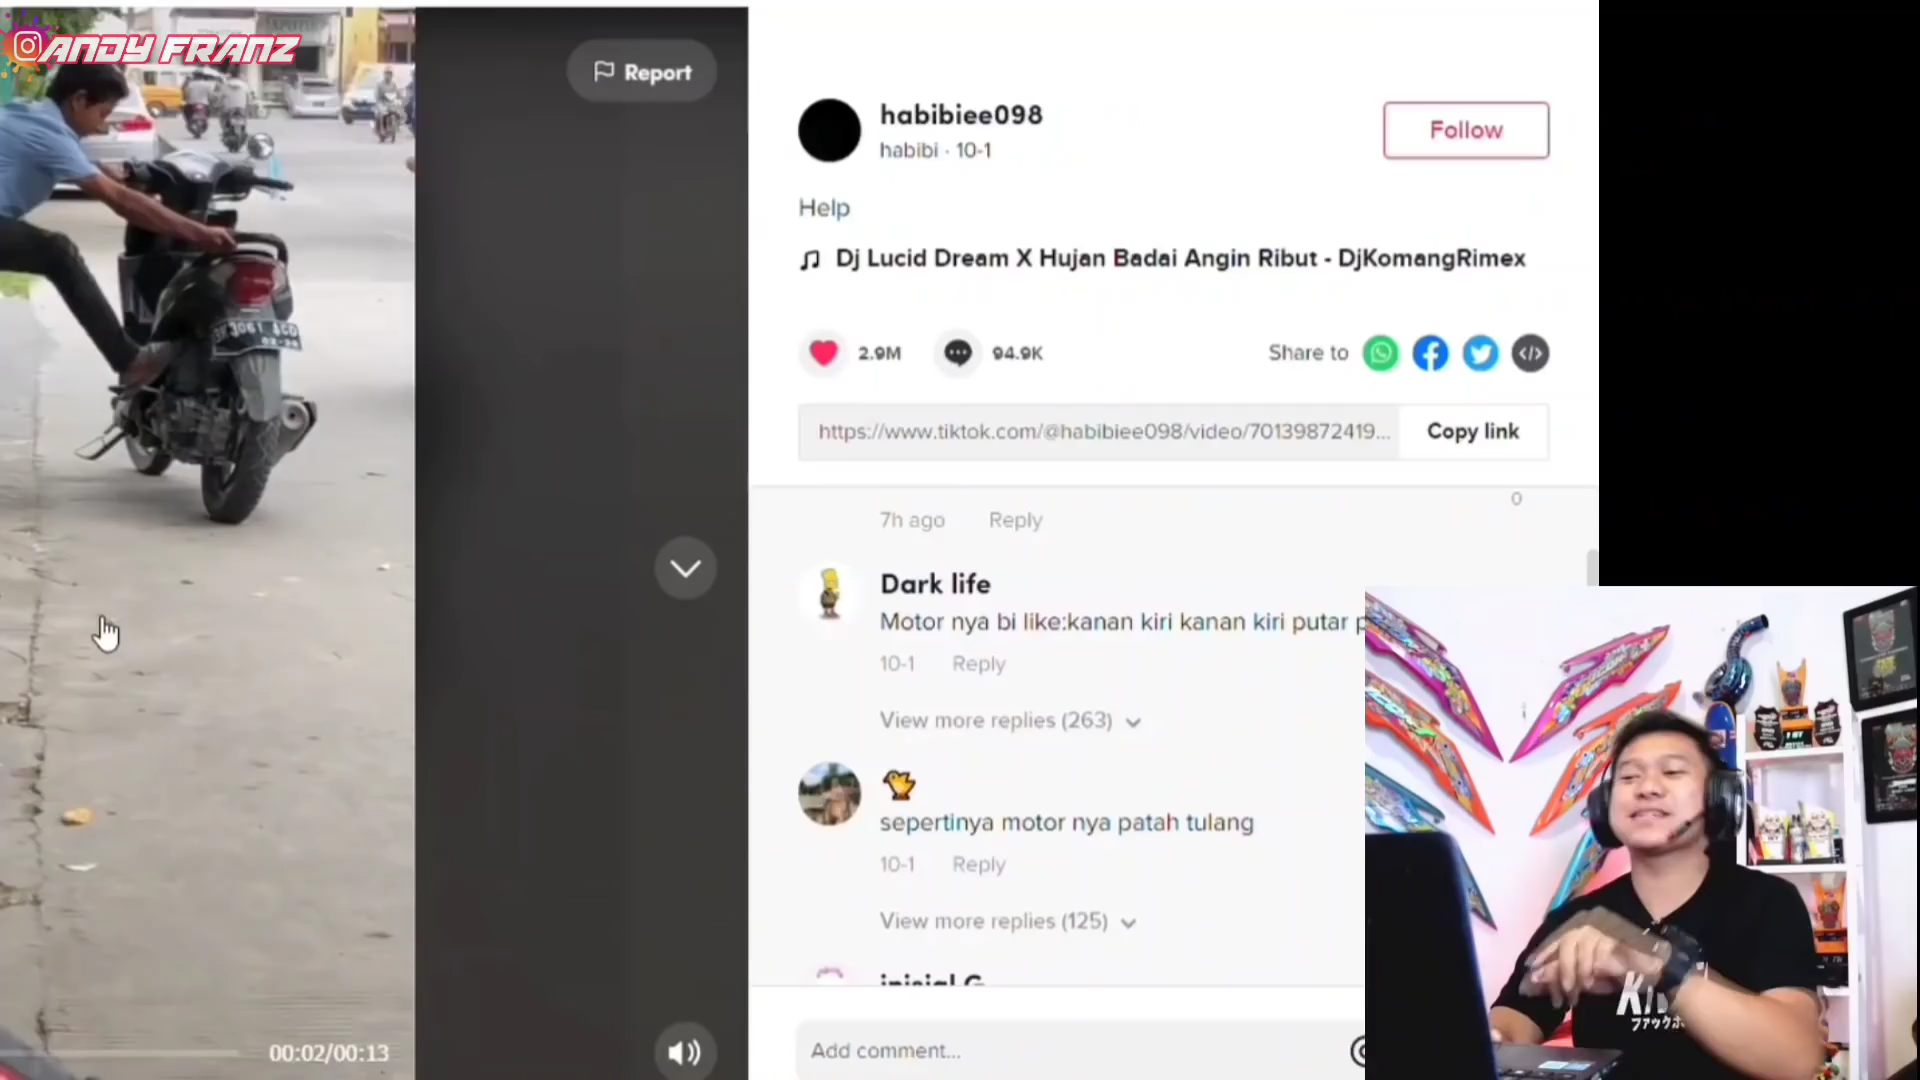 ANDY FRANZ
Report
habibiee098
habibi · 10-1
Follow
Help
Dj Lucid Dream X Hujan Badai Angin Ribut - DjKomangRimex
2.9M
94.9K
Share to
https://www.tiktok.com/@habibiee098/video/70139872419...
Copy link
0
7h ago Reply
Dark life
Motor nya bi like:kanan kiri kanan kiri putar
10-1 Reply
View more replies (263)
sepertinya motor nya patah tulang
10-1 Reply
View more replies (125)
inisial G
Add comment...
00:02/00:13